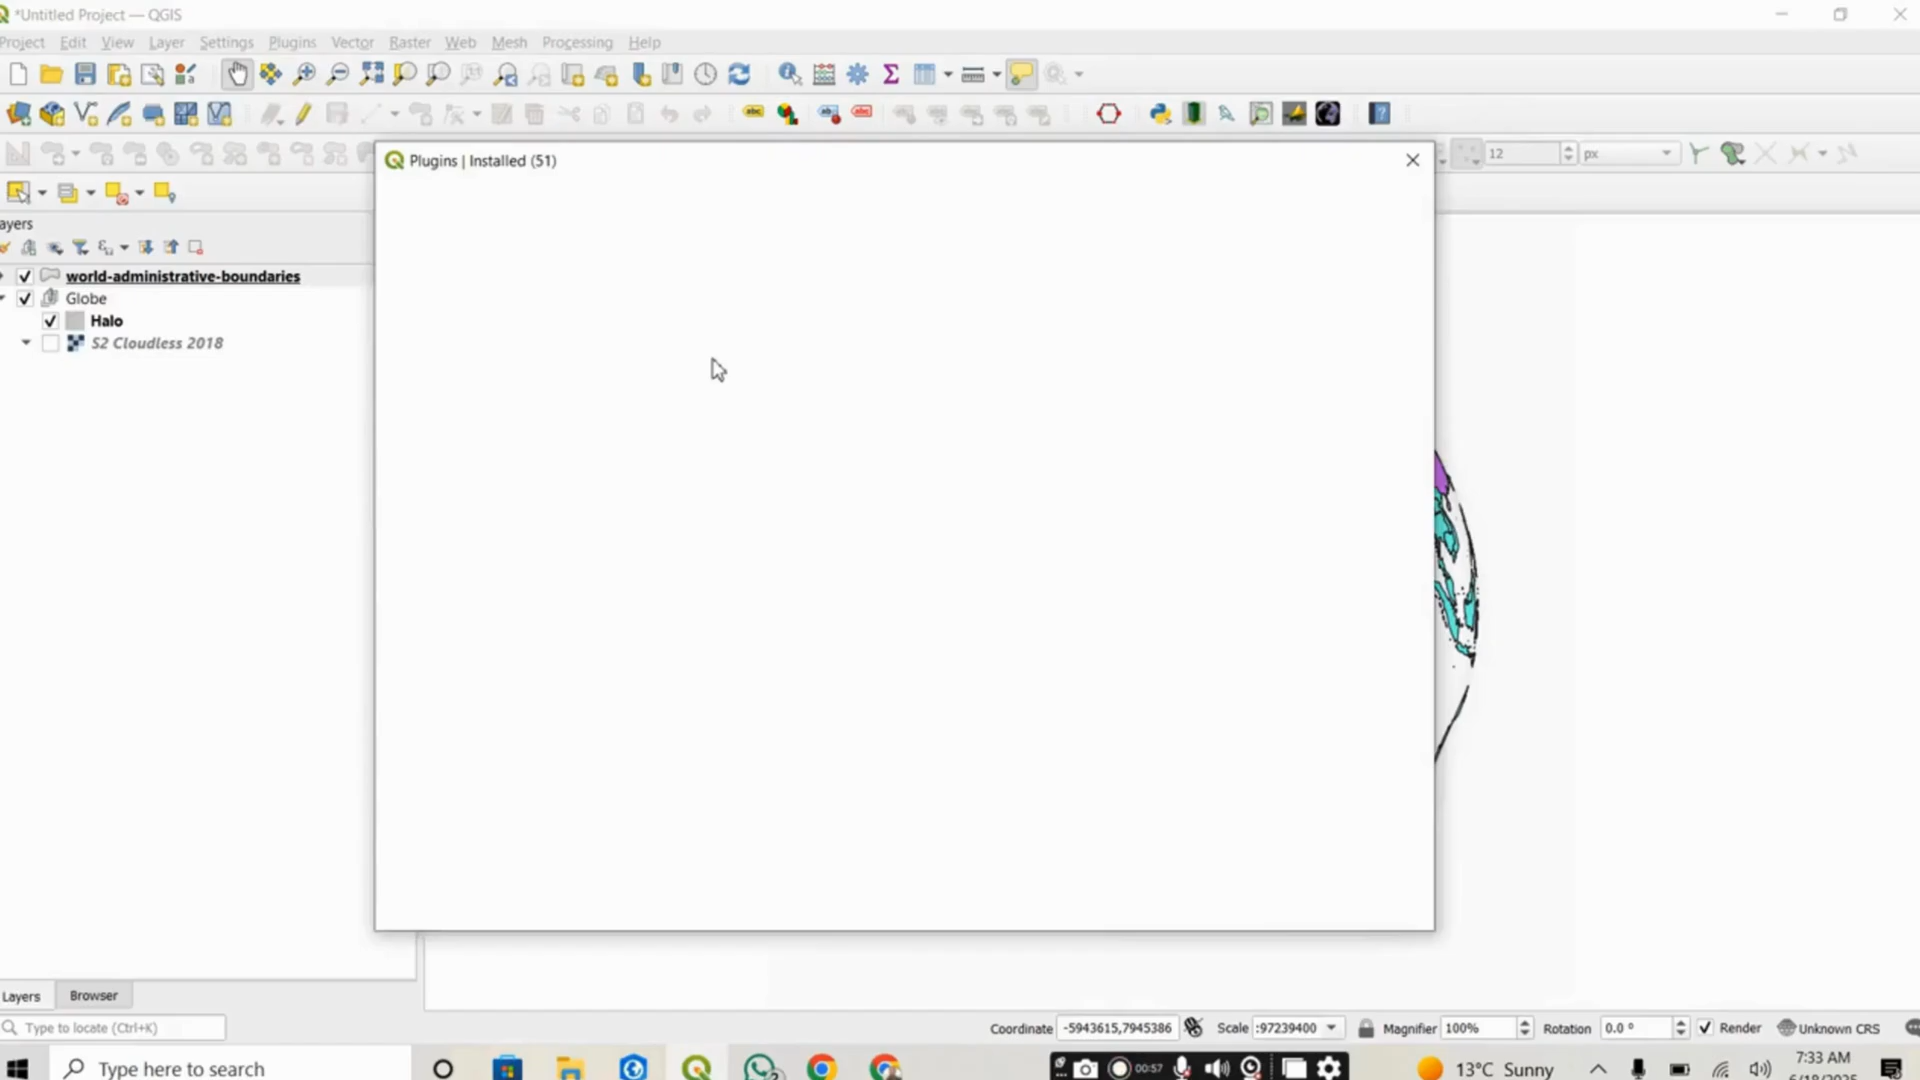 *Untitled Project — QGIS
Project Edit View Layer Settings Plugins Vector Raster Web Mesh Processing Help
12 px
Plugins | Installed (51)
ayers
world-administrative-boundaries
Globe
Halo
S2 Cloudless 2018
Layers Browser
Type to locate (Ctrl+K)
Coordinate -5943615,7945386 Scale :97239400 Magnifier 100% Rotation 0.0 ° Render Unknown CRS
Type here to search
00:57
13°C Sunny
7:33 AM